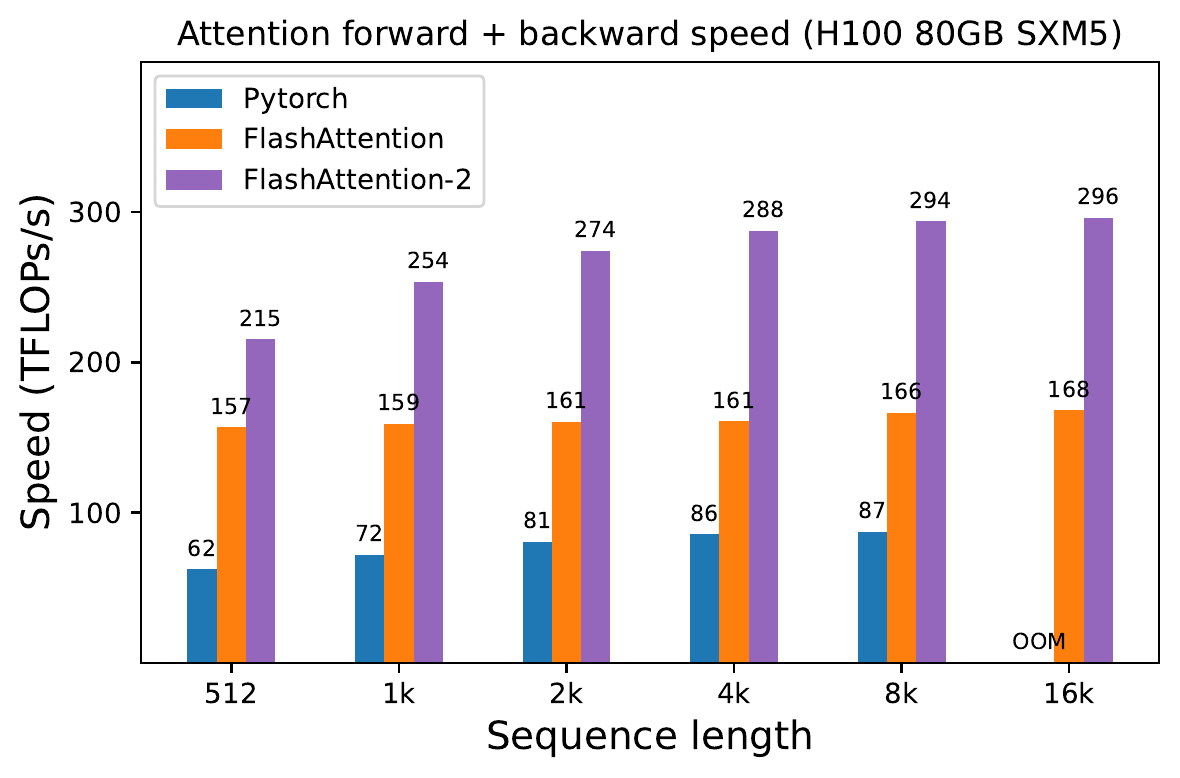 Attention forward + backward speed (H100 80GB SXM5)
Pytorch
FlashAttention
FlashAttention-2
Speed (TFLOPs/s)
300
200
100
62
157
215
72
159
254
81
161
274
86
161
288
87
166
294
OOM
168
296
512
1k
2k
4k
8k
16k
Sequence length